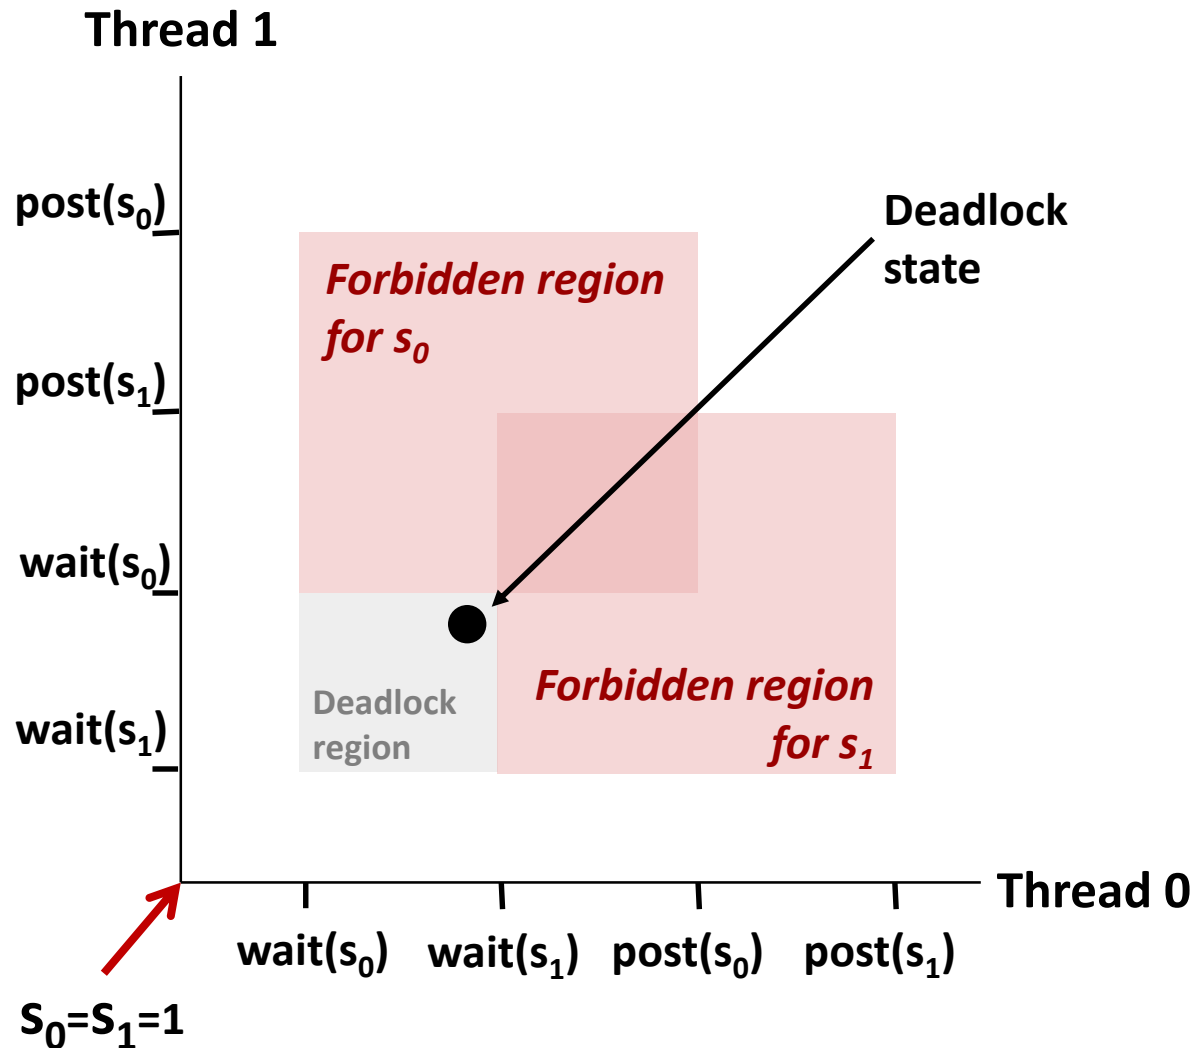 Thread 1
post(s₀)
Deadlock
state
Forbidden region
for s₀
post(s₁)
wait(s₀)
Forbidden region
for s₁
Deadlock
region
wait(s₁)
Thread 0
wait(s₀)
wait(s₁)
post(s₀)
post(s₁)
s₀=s₁=1